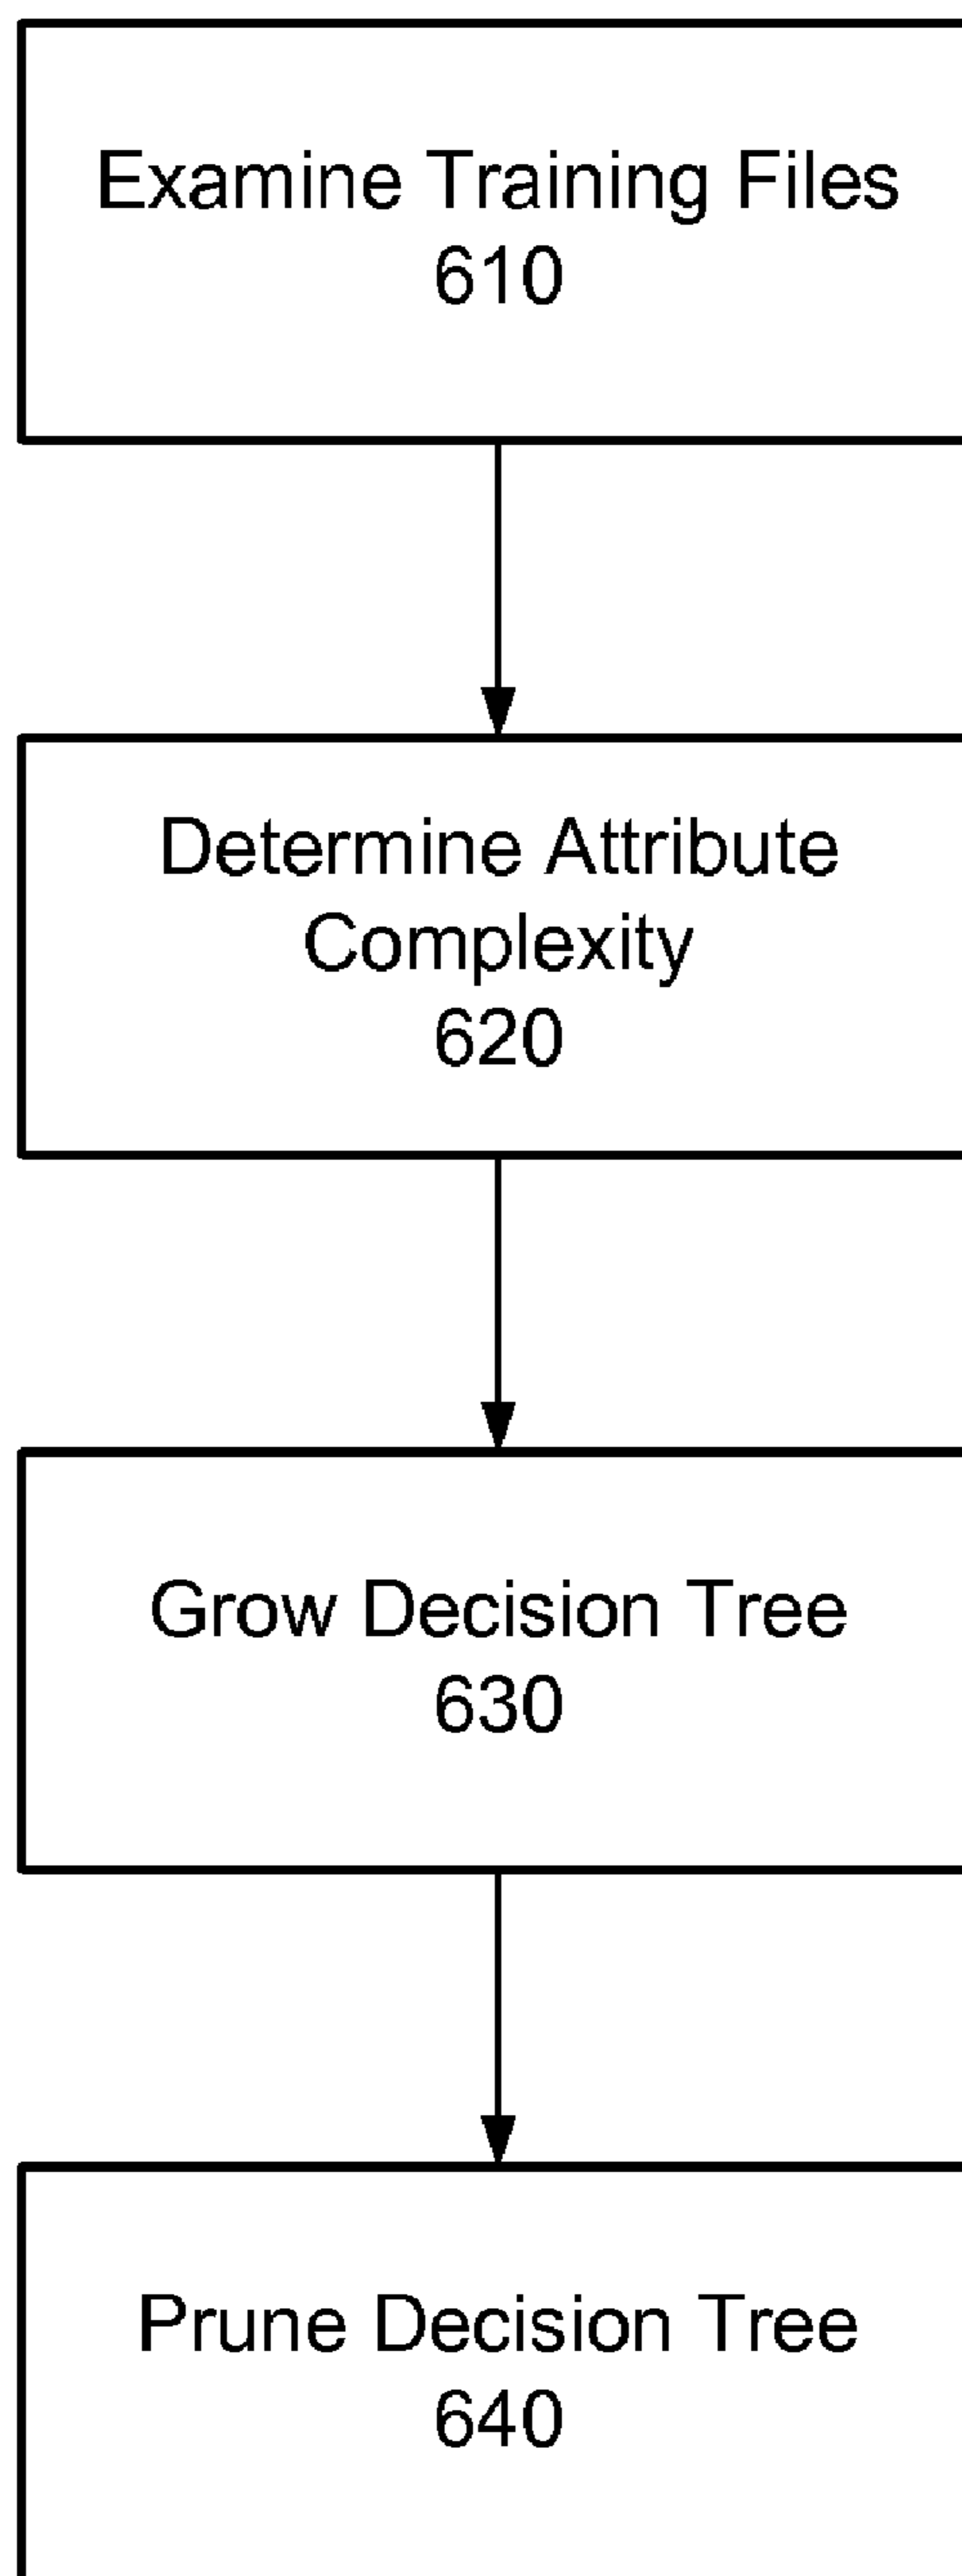 Examine Training Files
610
Determine Attribute
Complexity
620
Grow Decision Tree
630
Prune Decision Tree
640